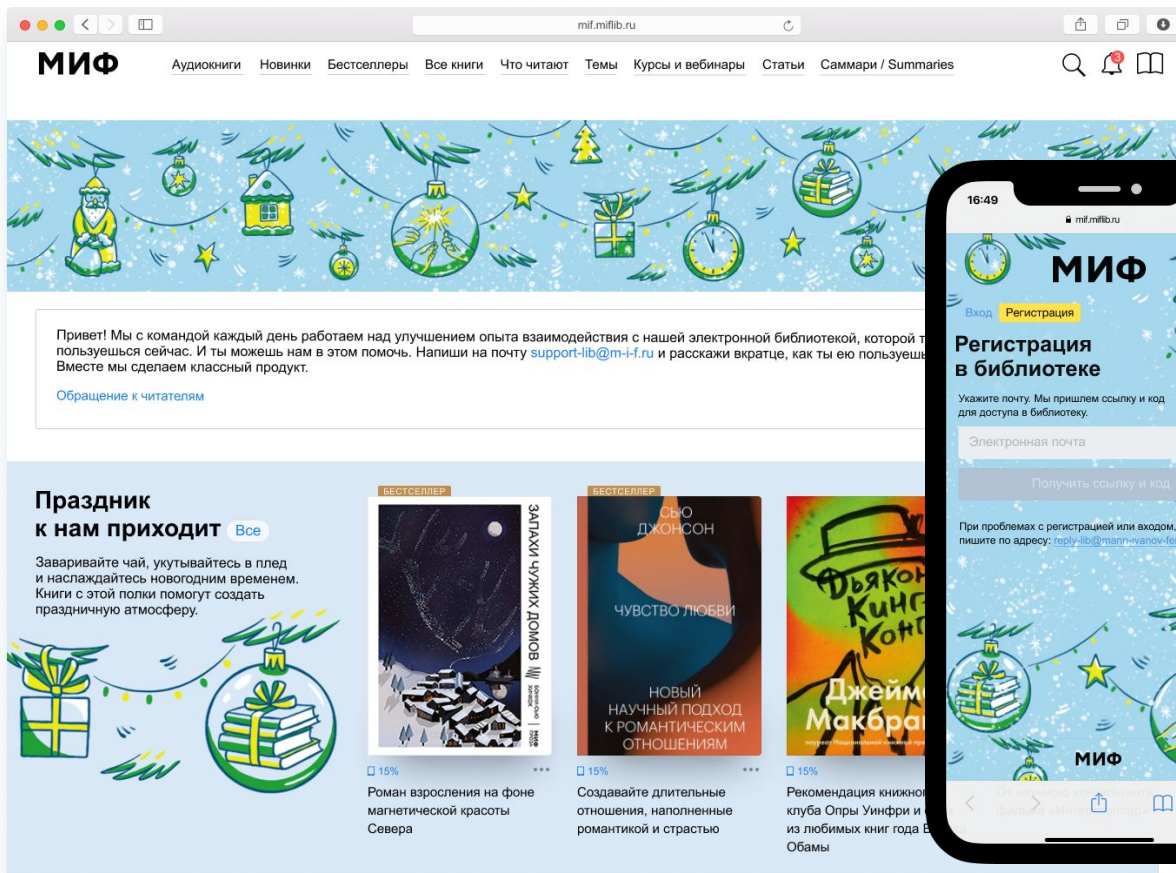 mif.miflib.ru
МИФ
Аудиокниги Новинки Бестселлеры Все книги Что читают Темы Курсы и вебинары Статьи Саммари / Summaries
3
Привет! Мы с командой каждый день работаем над улучшением опыта взаимодействия с нашей электронной библиотекой, которой
пользуешься сейчас. И ты можешь нам в этом помочь. Напиши на почту support-lib@m-i-f.ru и расскажи вкратце, как ты ею
Вместе мы сделаем классный продукт.
Обращение к читателям
Праздник
к нам приходит Все
Заваривайте чай, укутывайтесь в плед
и наслаждайтесь новогодним временем.
Книги с этой полки помогут создать
праздничную атмосферу.
БЕСТСЕЛЛЕР
ЗАПАХИ ЧУЖИХ ДОМОВ
МИФ
15%
Роман взросления на фоне
магнетической красоты
Севера
БЕСТСЕЛЛЕР
СЬЮ
ДЖОНСОН
ЧУВСТВО ЛЮБВИ
НОВЫЙ
НАУЧНЫЙ ПОДХОД
К РОМАНТИЧЕСКИМ
ОТНОШЕНИЯМ
15%
Создавайте длительные
отношения, наполненные
романтикой и страстью
15%
Рекомендация
клуба Опры Уинфри и
из любимых книг года
Обамы
16:49
mif.miflib.ru
МИФ
Вход Регистрация
Регистрация
в библиотеке
Укажите почту. Мы пришлем ссылку и код
для доступа в библиотеку.
Электронная почта
Получить ссылку и код
При проблемах с регистрацией или входом,
пишите по адресу:
МИФ